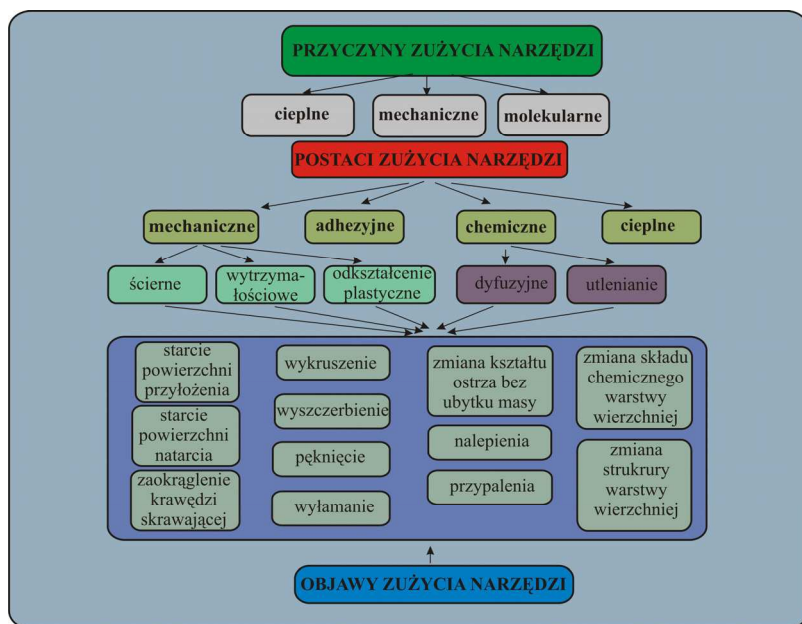 PRZYCZYNY ZUŻYCIA NARZĘDZI
cieplne
mechaniczne
molekularne
POSTACI ZUŻYCIA NARZĘDZI
mechaniczne
adhezyjne
chemiczne
cieplne
ścierne
wytrzyma-
łościowe
odkształcenie
plastyczne
dyfuzyjne
utlenianie
starcie
powierzchni
przyłożenia
starcie
powierzchni
natarcia
zaokrąglenie
krawędzi
skrawającej
wykruszenie
wyszczerbienie
pęknięcie
wyłamanie
zmiana kształtu
ostrza bez
ubytku masy
nalepienia
przypalenia
zmiana składu
chemicznego
warstwy
wierzchniej
zmiana
strukrury
warstwy
wierzchniej
OBJAWY ZUŻYCIA NARZĘDZI